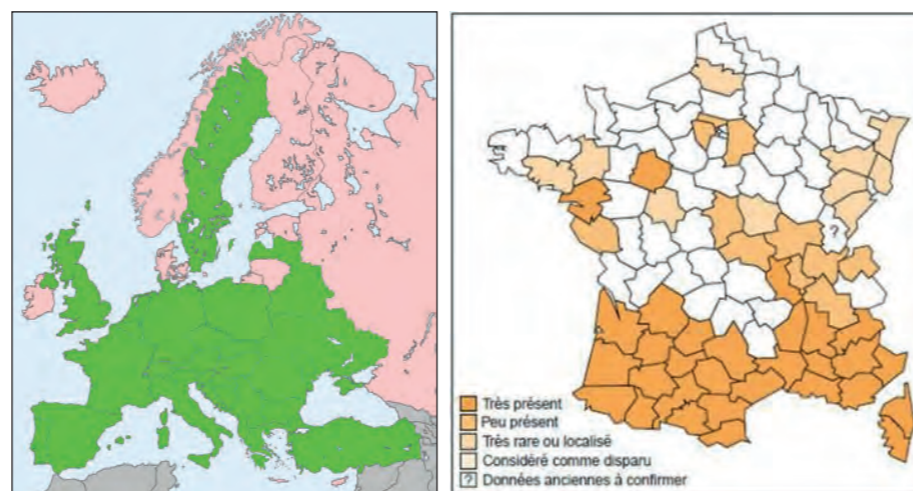 ?
Très présent
Peu présent
Très rare ou localisé
Considéré comme disparu
? Données anciennes à confirmer